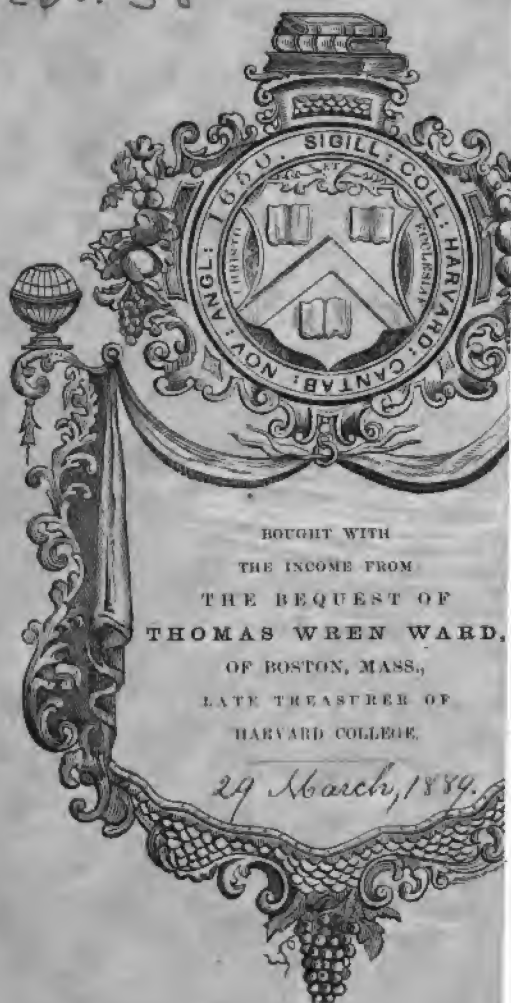 SIGILL: COLL: HARVARD: CANTAB: NOV: ANGL: 1650.
ET
CHRISTO
ECCLESIAE
BOUGHT WITH
THE INCOME FROM
THE BEQUEST OF
THOMAS WREN WARD,
OF BOSTON, MASS.,
LATE TREASURER OF
HARVARD COLLEGE.
29 March, 1889.